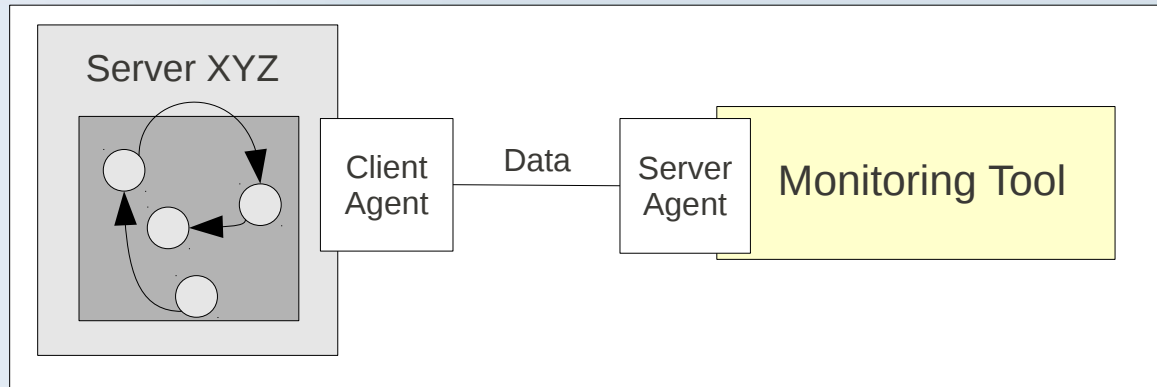 Server XYZ
Client
Agent
Data
Server
Agent
Monitoring Tool